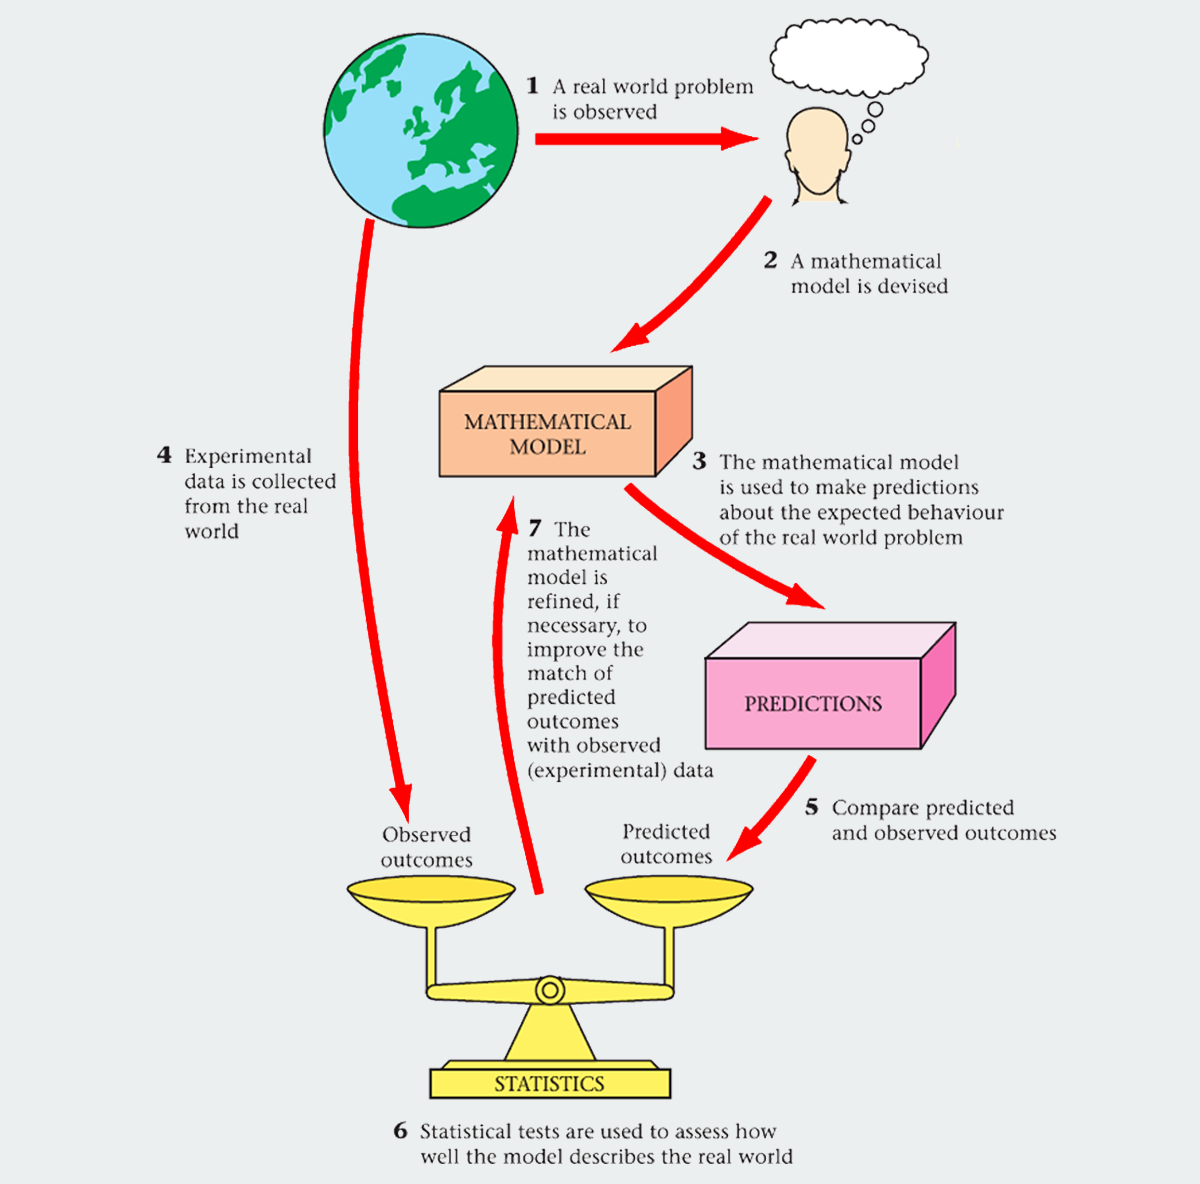 1 A real world problem
is observed
2 A mathematical
model is devised
MATHEMATICAL
MODEL
3 The mathematical model
is used to make predictions
about the expected behaviour
of the real world problem
4 Experimental
data is collected
from the real
world
7 The
mathematical
model is
refined, if
necessary, to
improve the
match of
predicted
outcomes
with observed
(experimental) data
PREDICTIONS
5 Compare predicted
and observed outcomes
Observed
outcomes
Predicted
outcomes
STATISTICS
6 Statistical tests are used to assess how
well the model describes the real world